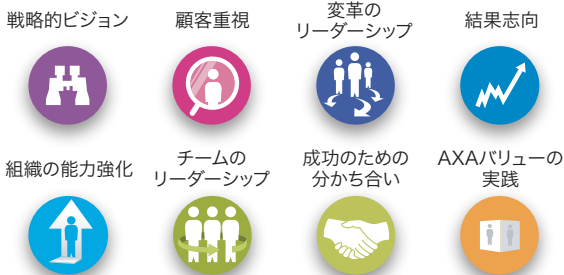 戦略的ビジョン
顧客重視
変革の
リーダーシップ
結果志向
組織の能力強化
チームの
リーダーシップ
成功のための
分かち合い
AXAバリューの
実践